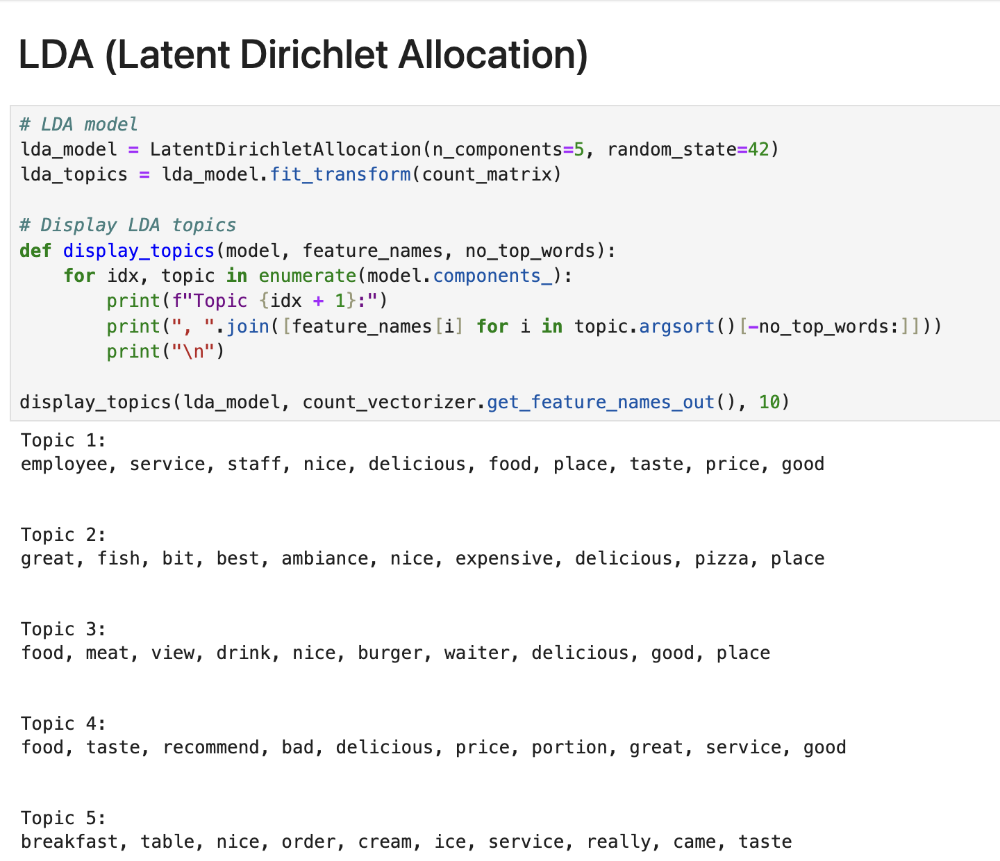 LDA (Latent Dirichlet Allocation)
# LDA model
lda_model = LatentDirichletAllocation(n_components=5, random_state=42)
lda_topics = lda_model.fit_transform(count_matrix)
# Display LDA topics
def display_topics(model, feature_names, no_top_words):
    for idx, topic in enumerate(model.components_):
        print(f"Topic {idx + 1}:")
        print(", ".join([feature_names[i] for i in topic.argsort()[-no_top_words:]]))
        print("\n")
display_topics(lda_model, count_vectorizer.get_feature_names_out(), 10)
Topic 1:
employee, service, staff, nice, delicious, food, place, taste, price, good
Topic 2:
great, fish, bit, best, ambiance, nice, expensive, delicious, pizza, place
Topic 3:
food, meat, view, drink, nice, burger, waiter, delicious, good, place
Topic 4:
food, taste, recommend, bad, delicious, price, portion, great, service, good
Topic 5:
breakfast, table, nice, order, cream, ice, service, really, came, taste